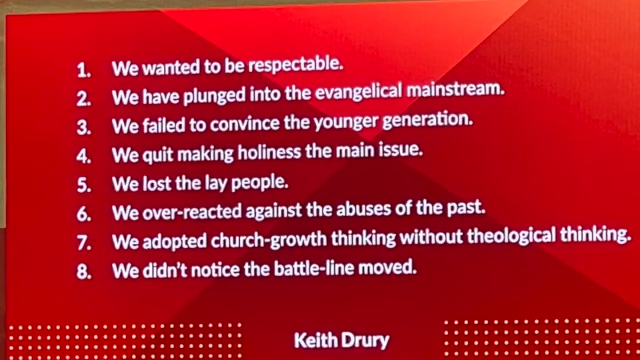 1. We wanted to be respectable.
2. We have plunged into the evangelical mainstream.
3. We failed to convince the younger generation.
4. We quit making holiness the main issue.
5. We lost the lay people.
6. We over-reacted against the abuses of the past.
7. We adopted church-growth thinking without theological thinking.
8. We didn't notice the battle-line moved.
Keith Drury